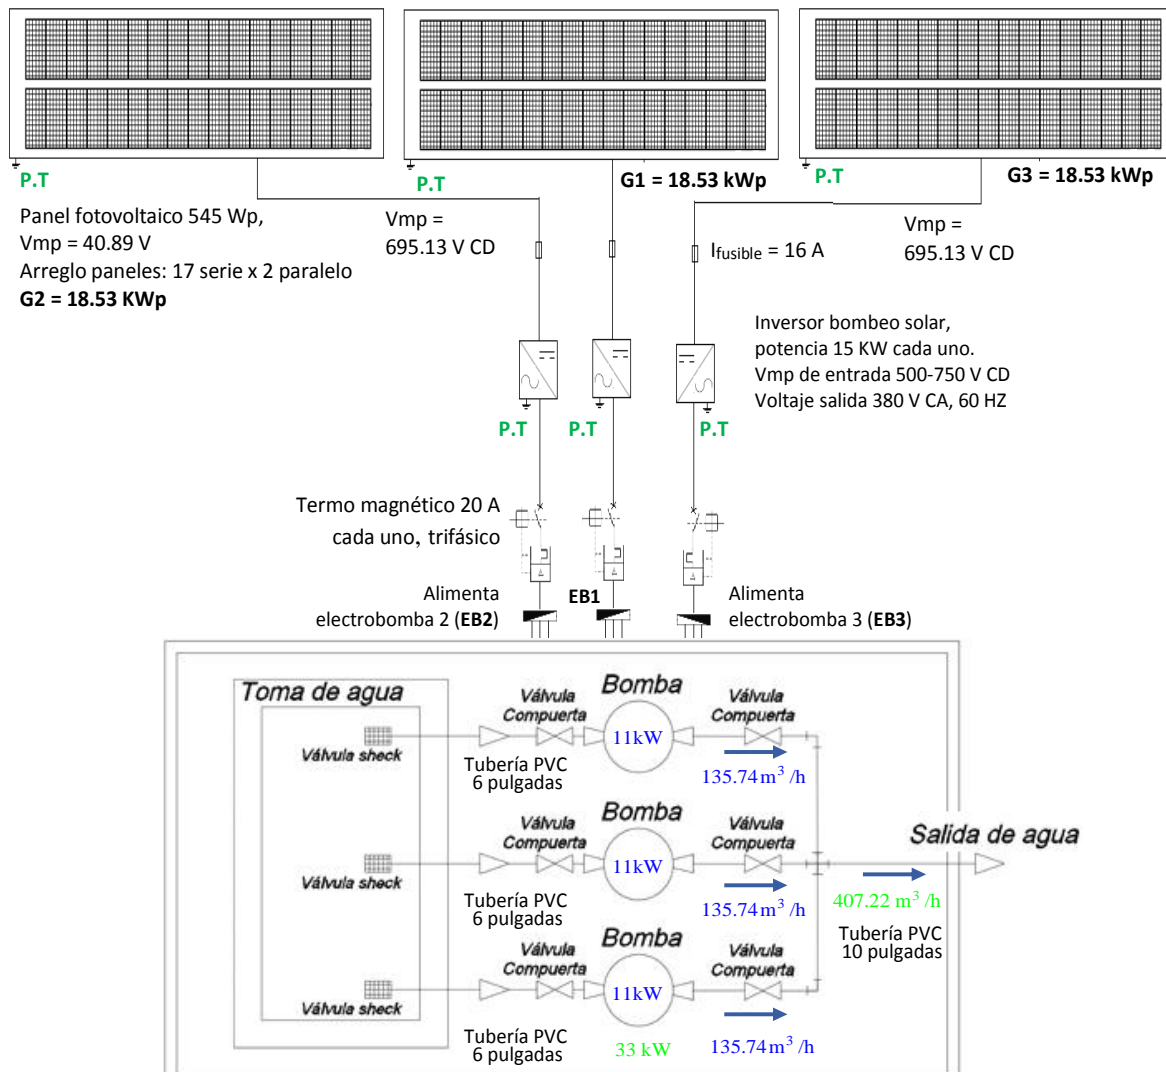 P.T
P.T
G1 = 18.53 kWp
P.T
G3 = 18.53 kWp
Panel fotovoltaico 545 Wp,
Vmp = 40.89 V
Arreglo paneles: 17 serie x 2 paralelo
G2 = 18.53 KWp
Vmp =
695.13 V CD
Ifusible = 16 A
Vmp =
695.13 V CD
Inversor bombeo solar,
potencia 15 KW cada uno.
Vmp de entrada 500-750 V CD
Voltaje salida 380 V CA, 60 HZ
P.T
P.T
P.T
Termo magnético 20 A
cada uno, trifásico
Alimenta
electrobomba 2 (EB2)
EB1
Alimenta
electrobomba 3 (EB3)
Toma de agua
Válvula sheck
Válvula
Compuerta
Bomba
11kW
Válvula
Compuerta
Tubería PVC
6 pulgadas
135.74 m³ /h
Válvula sheck
Válvula
Compuerta
Bomba
11kW
Válvula
Compuerta
Salida de agua
Tubería PVC
6 pulgadas
135.74 m³ /h
407.22 m³ /h
Tubería PVC
10 pulgadas
Válvula sheck
Válvula
Compuerta
Bomba
11kW
Válvula
Compuerta
Tubería PVC
6 pulgadas
33 kW
135.74 m³ /h